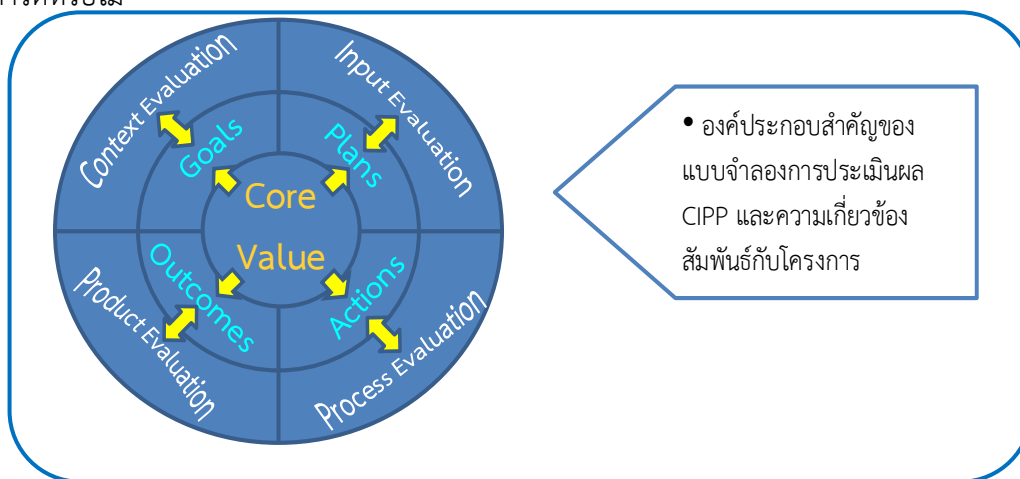 Context Evaluation
Input Evaluation
Goals
Plans
Core
Value
Outcomes
Actions
Product Evaluation
Process Evaluation
• องค์ประกอบสำคัญของ
แบบจำลองการประเมินผล
CIPP และความเกี่ยวข้อง
สัมพันธ์กับโครงการ